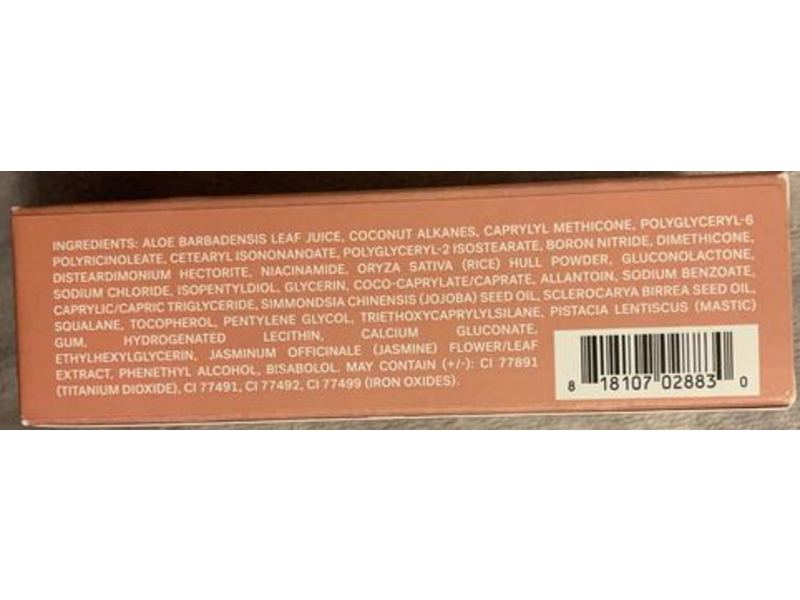 INGREDIENTS: ALOE BARBADENSIS LEAF JUICE, COCONUT ALKANES, CAPRYLYL METHICONE, POLYGLYCERYL-6
POLYRICINOLEATE, CETEARYL ISONONANOATE, POLYGLYCERYL-2 ISOSTEARATE, BORON NITRIDE, DIMETHICONE,
DISTEARDIMONIUM HECTORITE, NIACINAMIDE, ORYZA SATIVA (RICE) HULL POWDER, GLUCONOLACTONE,
SODIUM CHLORIDE, ISOPENTYLDIOL, GLYCERIN, COCO-CAPRYLATE/CAPRATE, ALLANTOIN, SODIUM BENZOATE,
CAPRYLIC/CAPRIC TRIGLYCERIDE, SIMMONDSIA CHINENSIS (JOJOBA) SEED OIL, SCLEROCARYA BIRREA SEED OIL,
SQUALANE, TOCOPHEROL, PENTYLENE GLYCOL, TRIETHOXYCAPRYLYLSILANE, PISTACIA LENTISCUS (MASTIC)
GUM, HYDROGENATED LECITHIN, CALCIUM GLUCONATE,
ETHYLHEXYLGLYCERIN, JASMINUM OFFICINALE (JASMINE) FLOWER/LEAF
EXTRACT, PHENETHYL ALCOHOL, BISABOLOL. MAY CONTAIN (+/-): CI 77891
(TITANIUM DIOXIDE), CI 77491, CI 77492, CI 77499 (IRON OXIDES).
8 18107 02883 0